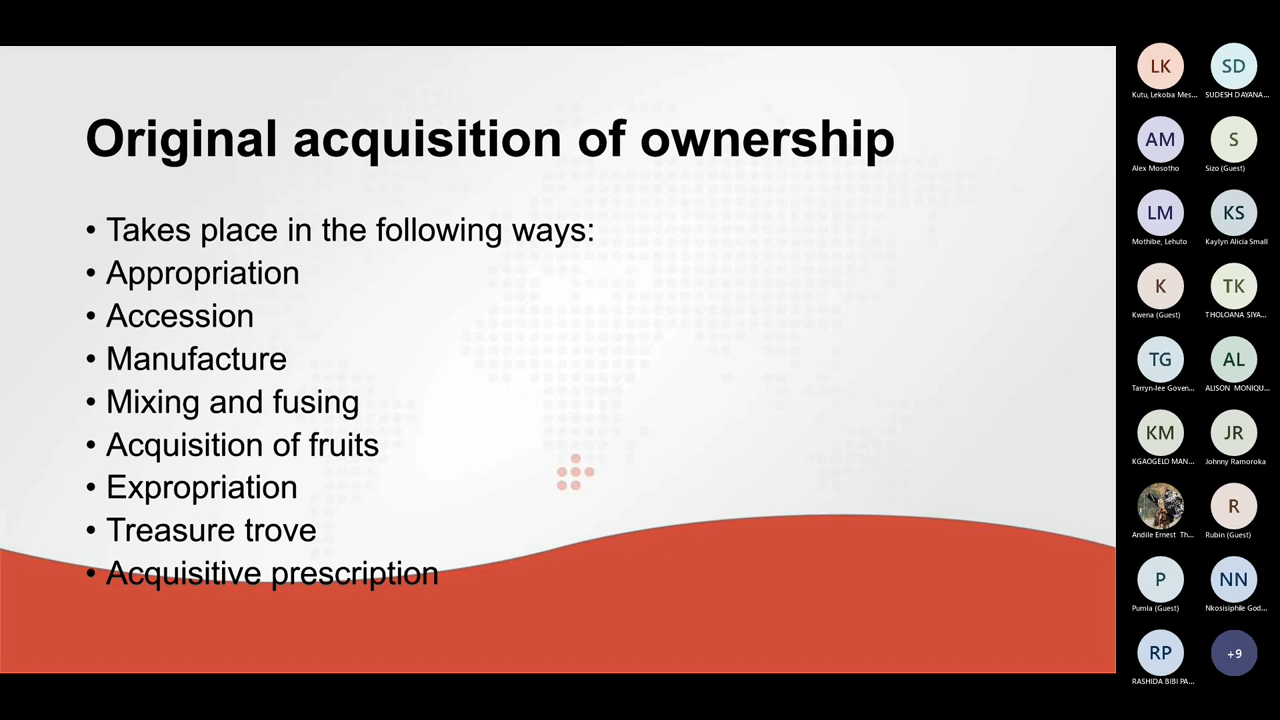 Original acquisition of ownership
• Takes place in the following ways:
• Appropriation
• Accession
• Manufacture
• Mixing and fusing
• Acquisition of fruits
• Expropriation
• Treasure trove
• Acquisitive prescription
LK SD
Kutu, Lekoba Mes... SUDESH DAYANA...
AM S
Alex Mosotho Sizo (Guest)
LM KS
Mothibe, Lehuto Kaylyn Alicia Small
K TK
Kwena (Guest) THOLOANA SIYA...
TG AL
Tarryn-lee Goven... ALISON MONIQU...
KM JR
KGAOGELO MAN... Johnny Ramoroka
R
Andile Ernest Th... Rubin (Guest)
P NN
Pumla (Guest) Nkosisiphile God...
RP +9
RASHIDA BIBI PA...